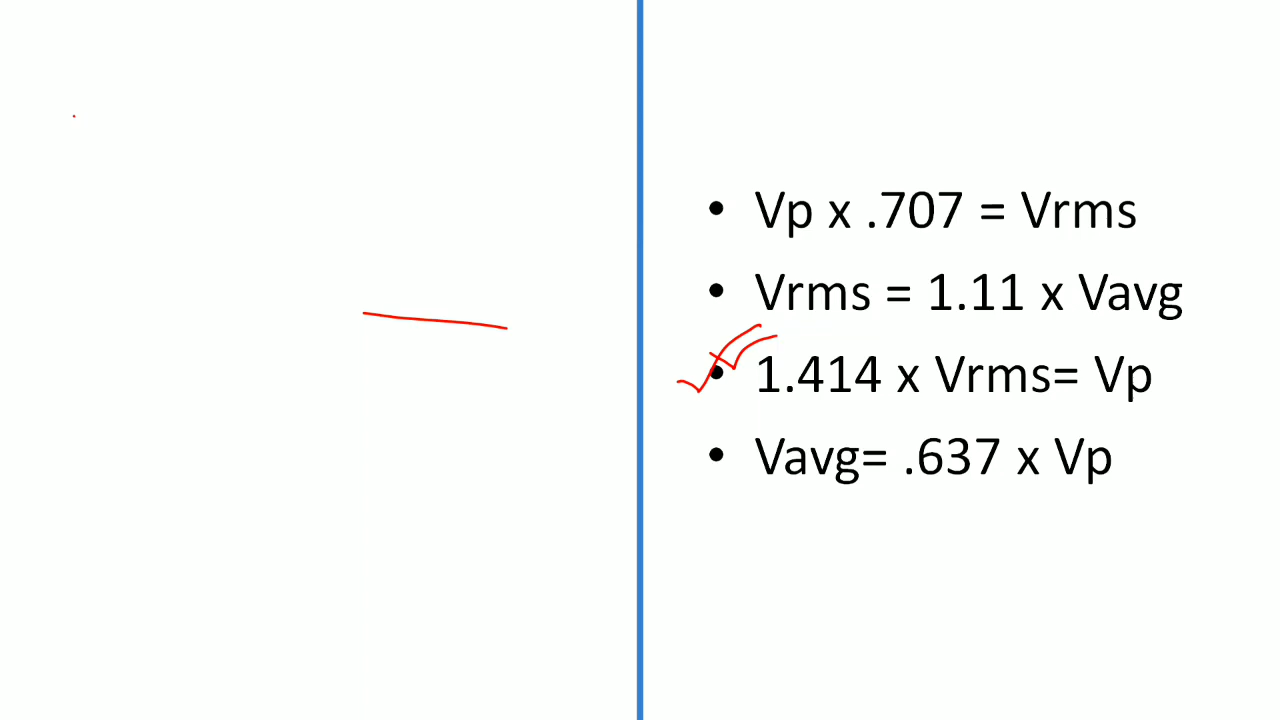 • Vp x .707 = Vrms
• Vrms = 1.11 x Vavg
• 1.414 x Vrms= Vp
• Vavg= .637 x Vp